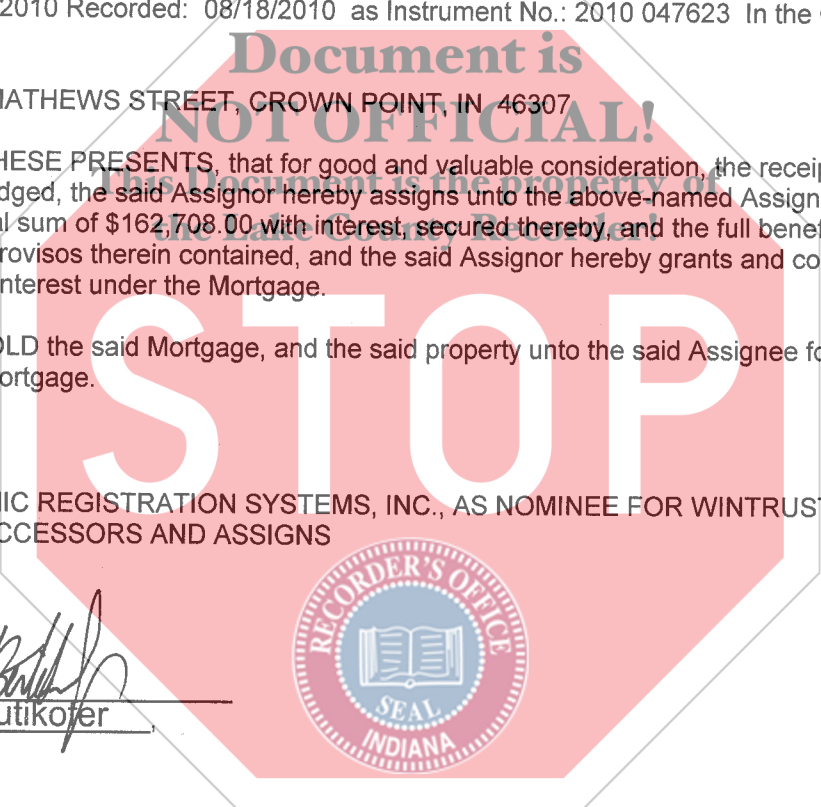 2010 Recorded: 08/18/2010 as Instrument No.: 2010 047623 In the
Document is
MATHEWS STREET, CROWN POINT, IN 46307
NOT OFFICIAL!
HESE PRESENTS, that for good and valuable consideration, the receip
This Document is the property of
dged, the said Assignor hereby assigns unto the above-named Assign
al sum of $162,708.00 with interest, secured thereby, and the full benef
the Lake County Recorder!
rovisos therein contained, and the said Assignor hereby grants and co
nterest under the Mortgage.
OLD the said Mortgage, and the said property unto the said Assignee fo
ortgage.
STOP
NIC REGISTRATION SYSTEMS, INC., AS NOMINEE FOR WINTRUST
CCESSORS AND ASSIGNS
RECORDER'S OFFICE
SEAL
INDIANA
utikofer